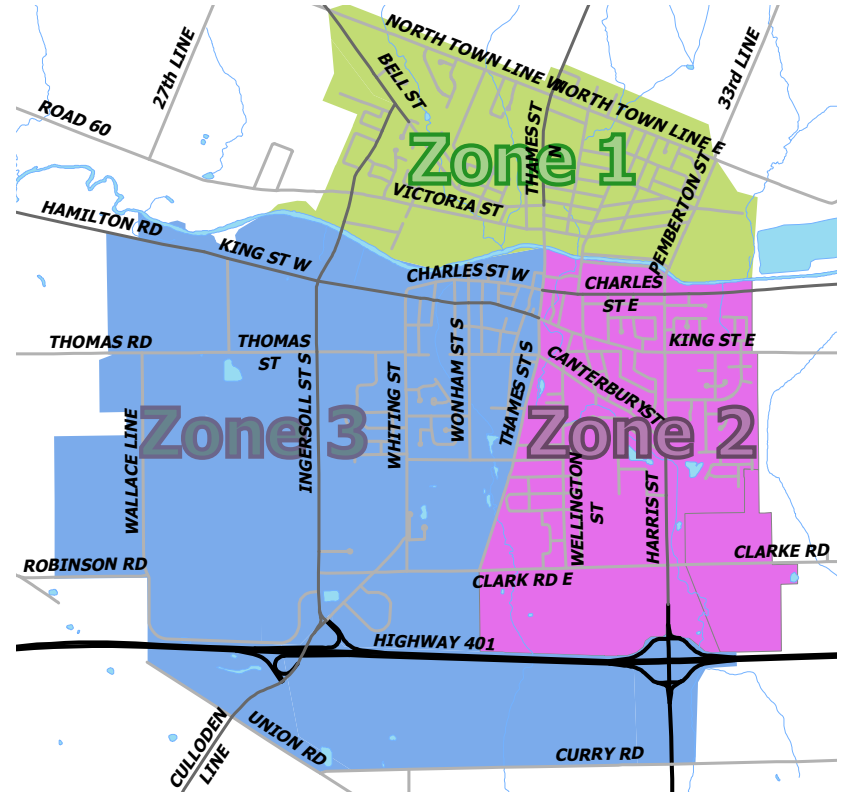 NORTH TOWN LINE W
27th LINE
BELL ST
33rd LINE
NORTH TOWN LINE E
ROAD 60
THAMES ST
N
Zone 1
VICTORIA ST
PEMBERTON ST
HAMILTON RD
KING ST W
CHARLES ST W
CHARLES
ST E
THOMAS RD
THOMAS
ST
KING ST E
INGERSOLL ST S
WHITING ST
WONHAM ST S
THAMES ST S
CANTERBURY ST
Zone 3
Zone 2
WALLACE LINE
WELLINGTON
ST
HARRIS ST
ROBINSON RD
CLARKE RD
CLARK RD E
HIGHWAY 401
CULLODEN
LINE
UNION RD
CURRY RD